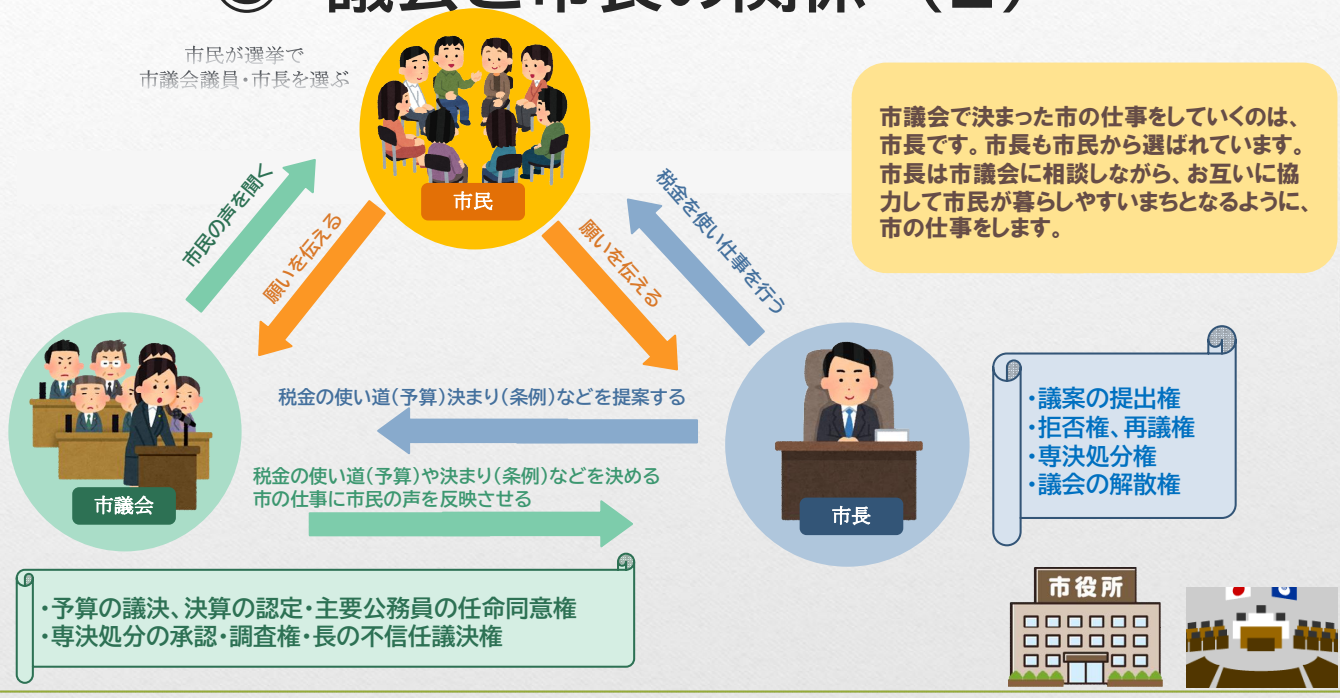 議会と市長の関係 (2)
市民が選挙で
市議会議員・市長を選ぶ
市民
市議会で決まった市の仕事をしていくのは、
市長です。市長も市民から選ばれています。
市長は市議会に相談しながら、お互いに協
力して市民が暮らしやすいまちとなるように、
市の仕事をします。
市民の声を聞く
願いを伝える
願いを伝える
税金を使い仕事を行う
税金の使い道(予算)決まり(条例)などを提案する
税金の使い道(予算)や決まり(条例)などを決める
市の仕事に市民の声を反映させる
市議会
市長
・議案の提出権
・拒否権、再議権
・専決処分権
・議会の解散権
・予算の議決、決算の認定・主要公務員の任命同意権
・専決処分の承認・調査権・長の不信任議決権
市役所